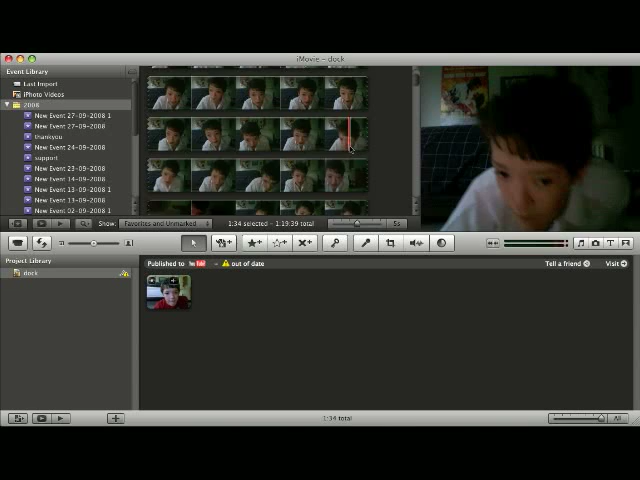 iMovie – dock
Event Library
Last Import
iPhoto Videos
2008
New Event 27-09-2008 1
New Event 27-09-2008
thankyou
New Event 24-09-2008
support
New Event 23-09-2008
New Event 14-09-2008
New Event 13-09-2008 1
New Event 13-09-2008
New Event 02-09-2008 1
Show: Favorites and Unmarked
1:34 selected – 1:19:39 total
5s
Project Library
dock
Published to YouTube – out of date
Tell a friend
Visit
1:34 total
All